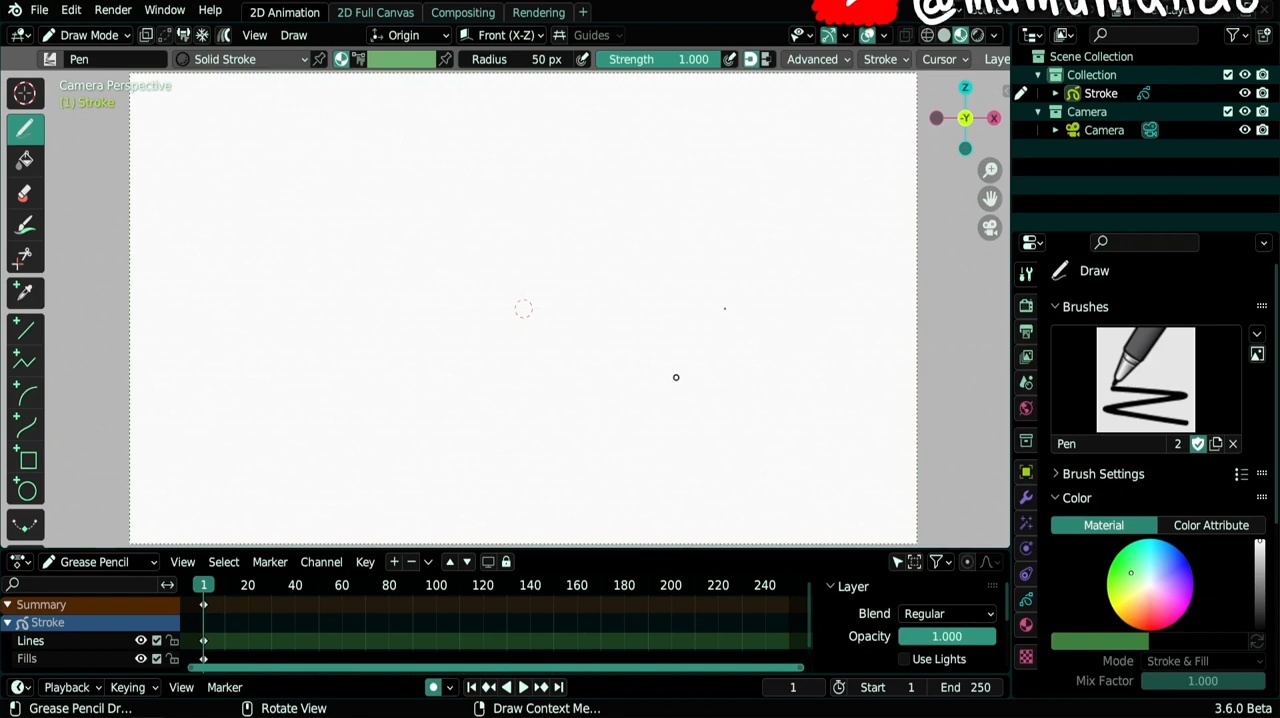 File Edit Render Window Help 2D Animation 2D Full Canvas Compositing Rendering +
Draw Mode View Draw Origin Front (X-Z) Guides
Pen Solid Stroke Radius 50 px Strength 1.000 Advanced Stroke Cursor Laye
Camera Perspective
(1) Stroke
Z
-Y
X
Scene Collection
Collection
Stroke
Camera
Camera
Draw
Brushes
Pen 2
Brush Settings
Color
Material Color Attribute
Mode Stroke & Fill
Mix Factor 1.000
Grease Pencil View Select Marker Channel Key
1 20 40 60 80 100 120 140 160 180 200 220 240
Summary
Stroke
Lines
Fills
Layer
Blend Regular
Opacity 1.000
Use Lights
Playback Keying View Marker 1 Start 1 End 250
Grease Pencil Dr... Rotate View Draw Context Me... 3.6.0 Beta